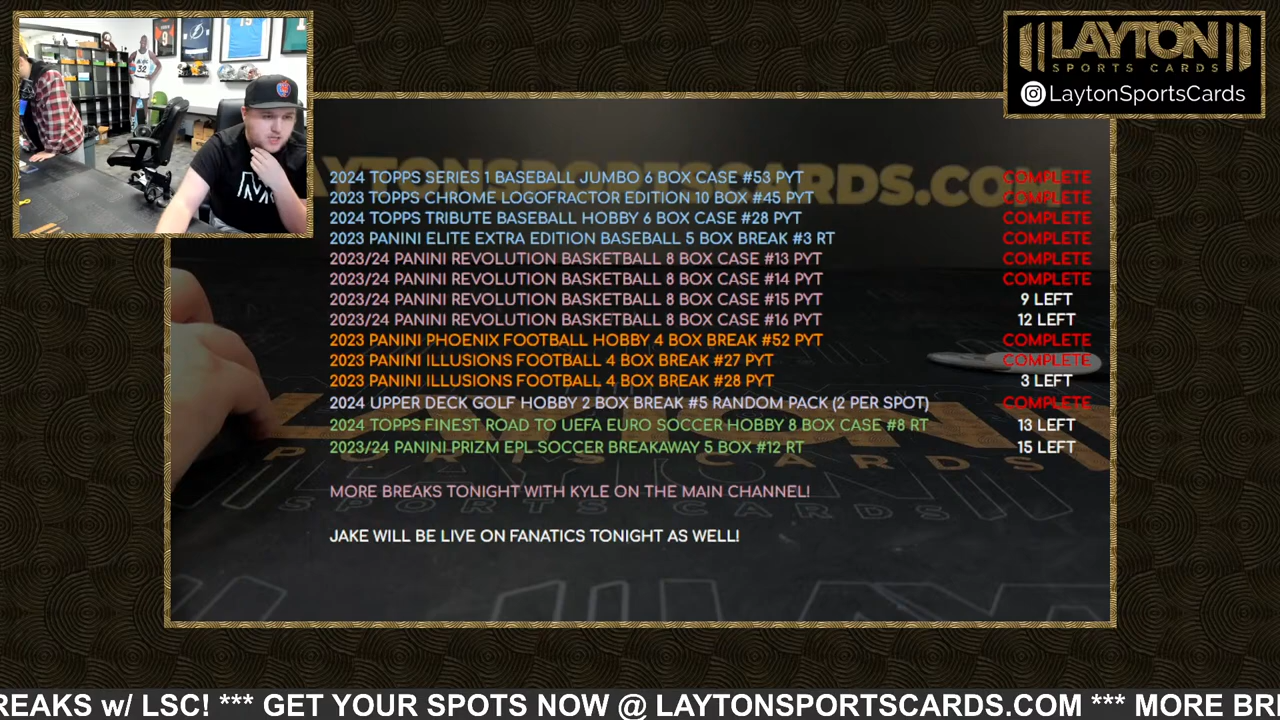 LAYTON
SPORTS CARDS
LaytonSportsCards
LAYTONSPORTSCARDS.CO
2024 TOPPS SERIES 1 BASEBALL JUMBO 6 BOX CASE #53 PYT COMPLETE
2023 TOPPS CHROME LOGOFRACTOR EDITION 10 BOX #45 PYT COMPLETE
2024 TOPPS TRIBUTE BASEBALL HOBBY 6 BOX CASE #28 PYT COMPLETE
2023 PANINI ELITE EXTRA EDITION BASEBALL 5 BOX BREAK #3 RT COMPLETE
2023/24 PANINI REVOLUTION BASKETBALL 8 BOX CASE #13 PYT COMPLETE
2023/24 PANINI REVOLUTION BASKETBALL 8 BOX CASE #14 PYT COMPLETE
2023/24 PANINI REVOLUTION BASKETBALL 8 BOX CASE #15 PYT 9 LEFT
2023/24 PANINI REVOLUTION BASKETBALL 8 BOX CASE #16 PYT 12 LEFT
2023 PANINI PHOENIX FOOTBALL HOBBY 4 BOX BREAK #52 PYT COMPLETE
2023 PANINI ILLUSIONS FOOTBALL 4 BOX BREAK #27 PYT COMPLETE
2023 PANINI ILLUSIONS FOOTBALL 4 BOX BREAK #28 PYT 3 LEFT
2024 UPPER DECK GOLF HOBBY 2 BOX BREAK #5 RANDOM PACK (2 PER SPOT) COMPLETE
2024 TOPPS FINEST ROAD TO UEFA EURO SOCCER HOBBY 8 BOX CASE #8 RT 13 LEFT
2023/24 PANINI PRIZM EPL SOCCER BREAKAWAY 5 BOX #12 RT 15 LEFT
MORE BREAKS TONIGHT WITH KYLE ON THE MAIN CHANNEL!
JAKE WILL BE LIVE ON FANATICS TONIGHT AS WELL!
REAKS w/ LSC! *** GET YOUR SPOTS NOW @ LAYTONSPORTSCARDS.COM *** MORE BR